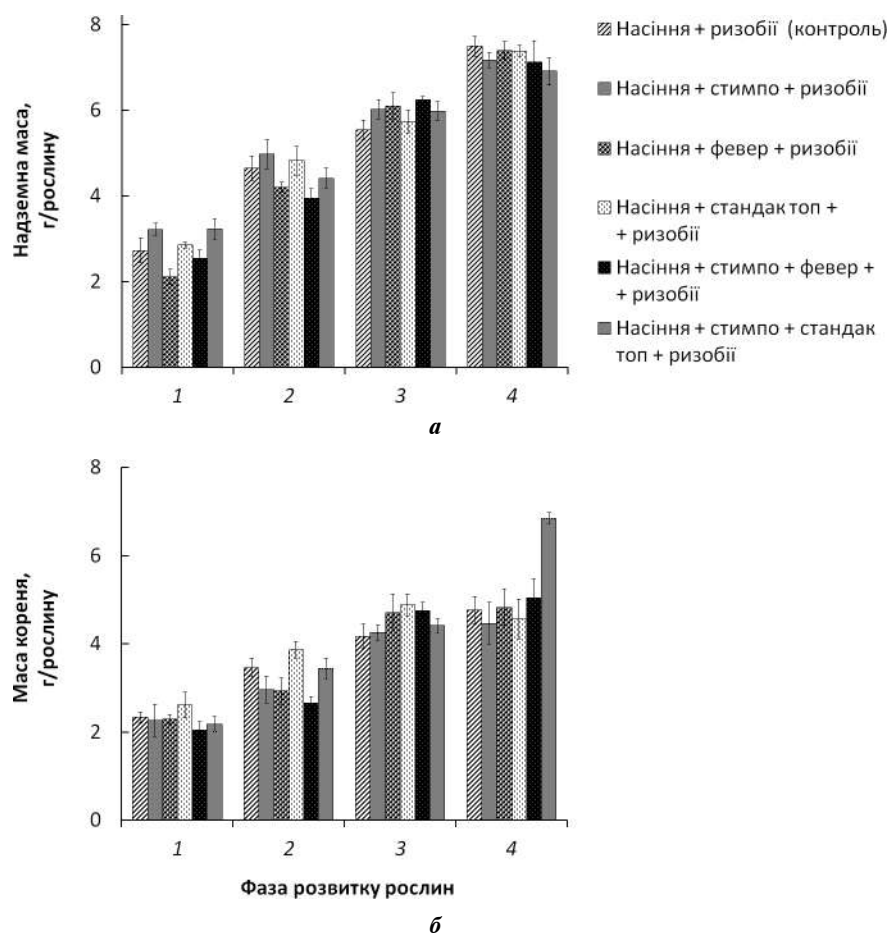 8
6
4
2
0
Надземна маса,
г/рослину
1 2 3 4
а
Насіння + ризобії (контроль)
Насіння + стимпо + ризобії
Насіння + февер + ризобії
Насіння + стандак топ +
+ ризобії
Насіння + стимпо + февер +
+ ризобії
Насіння + стимпо + стандак
топ + ризобії
8
6
4
2
0
Маса кореня,
г/рослину
1 2 3 4
Фаза розвитку рослин
б